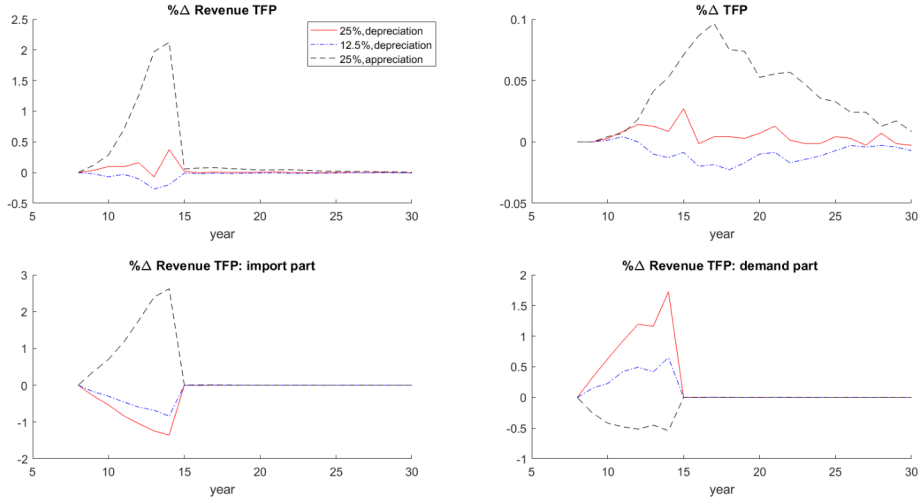 %Δ Revenue TFP
2.5
2
1.5
1
0.5
0
-0.5
5 10 15 20 25 30
year
25%,depreciation
12.5%,depreciation
25%,appreciation
%Δ TFP
0.1
0.05
0
-0.05
5 10 15 20 25 30
year
%Δ Revenue TFP: import part
3
2
1
0
-1
-2
5 10 15 20 25 30
year
%Δ Revenue TFP: demand part
2
1.5
1
0.5
0
-0.5
-1
5 10 15 20 25 30
year